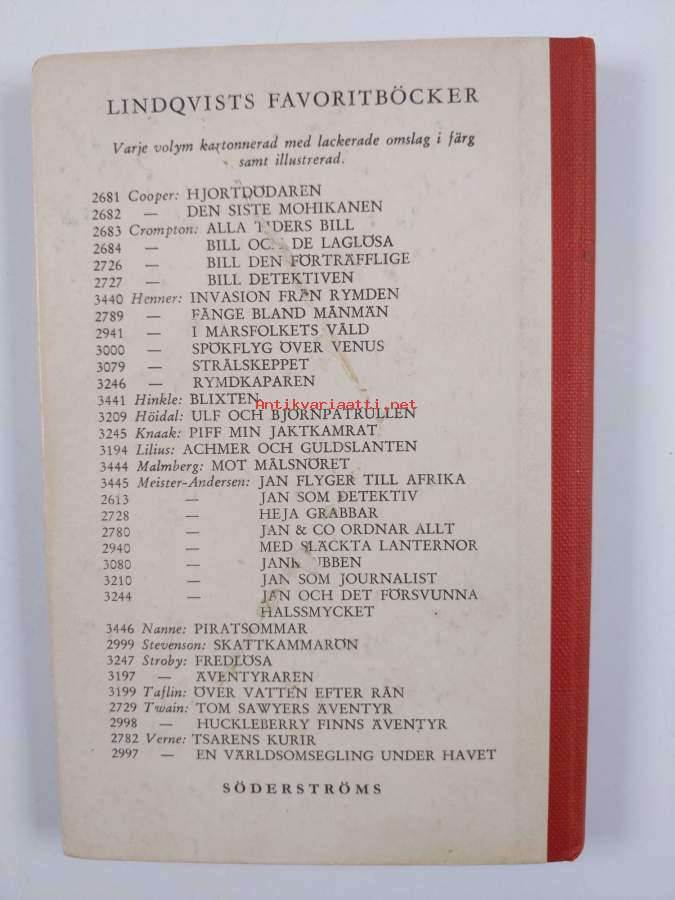 LINDQVISTS FAVORITBÖCKER
Varje volym kartonnerad med lackerade omslag i färg
samt illustrerad.
2681 Cooper: HJORTDÖDAREN
2682 — DEN SISTE MOHIKANEN
2683 Crompton: ALLA BILL
2684 — BILL DE LAGLÖSA
2726 — BILL DEN FÖRTRÄFFLIGE
2727 — BILL DETEKTIVEN
3440 Henner: INVASION FRÅN RYMDEN
2789 — FÅNGE BLAND MÅNMÄN
2941 — I MARSFOLKETS VÅLD
3000 — SPÖKFLYG ÖVER VENUS
3079 — STRÅLSKEPPET
3246 — RYMDKAPAREN
3441 Hinkle: BLIXTEN
Antikvariaatti.net
3209 Höidal: ULF OCH BJÖRNPATRULLEN
3245 Knaak: PIFF MIN JAKTKAMRAT
3194 Lilius: ACHMER OCH GULDSLANTEN
3444 Malmberg: MOT MÅLSNÖRET
3445 Meister-Andersen: JAN FLYGER TILL AFRIKA
2613 — JAN SOM DETEKTIV
2728 — HEJA GRABBAR
2780 — JAN & CO ORDNAR ALLT
2940 — MED SLÄCKTA LANTERNOR
3080 —
3210 — JAN SOM JOURNALIST
3244 — JAN OCH DET FÖRSVUNNA
HALSSMYCKET
3446 Nanne: PIRATSOMMAR
2999 Stevenson: SKATTKAMMARÖN
3247 Stroby: FREDLÖSA
3197 — ÄVENTYRAREN
3199 Taflin: ÖVER VATTEN EFTER RÅN
2729 Twain: TOM SAWYERS ÄVENTYR
2998 — HUCKLEBERRY FINNS ÄVENTYR
2782 Verne: TSARENS KURIR
2997 — EN VÄRLDSOMSEGLING UNDER HAVET
SÖDERSTRÖMS